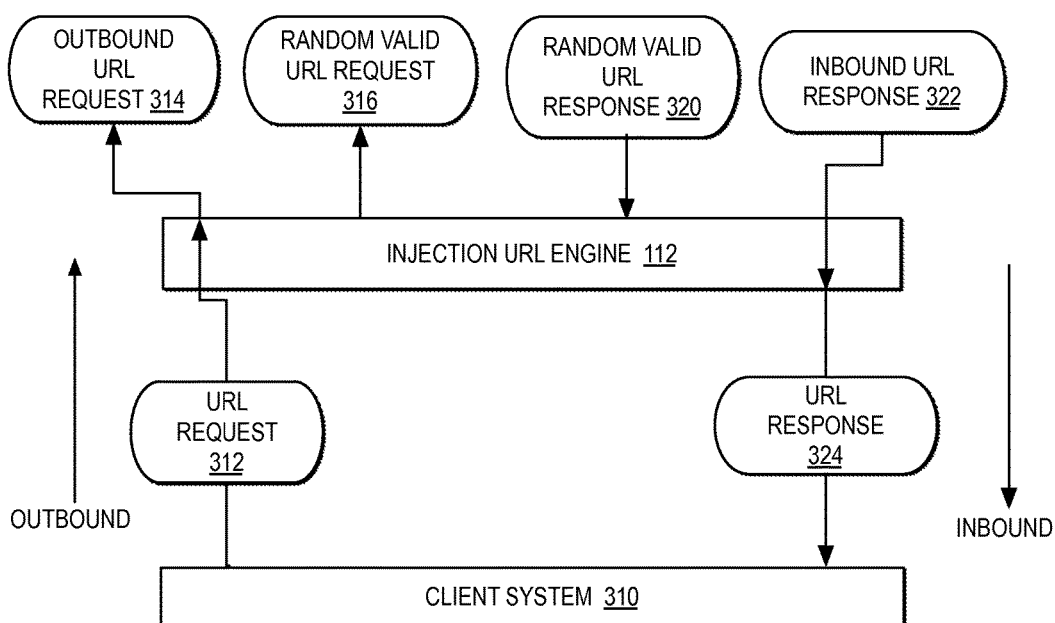 OUTBOUND
URL
REQUEST 314
RANDOM VALID
URL REQUEST
316
RANDOM VALID
URL
RESPONSE 320
INBOUND URL
RESPONSE 322
INJECTION URL ENGINE 112
URL
REQUEST
312
URL
RESPONSE
324
OUTBOUND
INBOUND
CLIENT SYSTEM 310